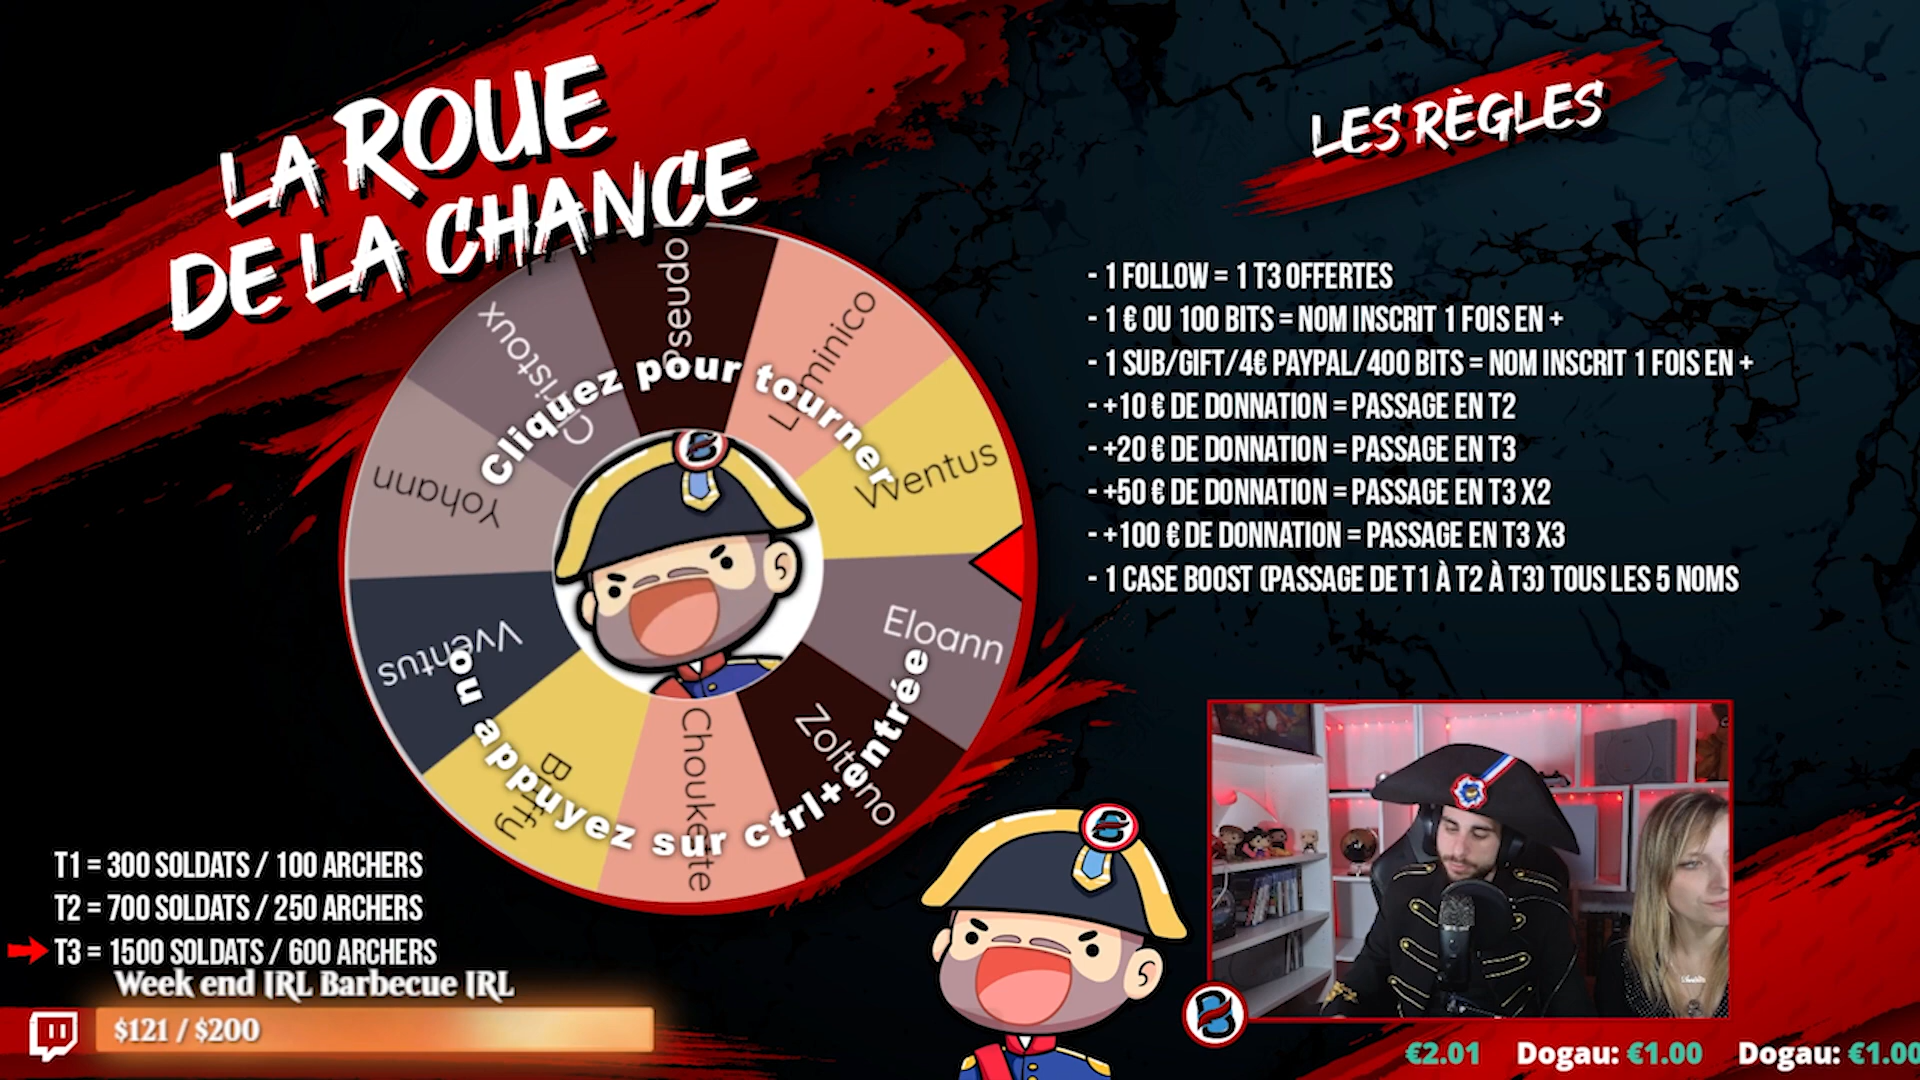 LA ROUE
DE LA CHANCE
LES RÈGLES
- 1 FOLLOW = 1 T3 OFFERTES
- 1 € OU 100 BITS = NOM INSCRIT 1 FOIS EN +
- 1 SUB/GIFT/4€ PAYPAL/400 BITS = NOM INSCRIT 1 FOIS EN +
- +10 € DE DONNATION = PASSAGE EN T2
- +20 € DE DONNATION = PASSAGE EN T3
- +50 € DE DONNATION = PASSAGE EN T3 X2
- +100 € DE DONNATION = PASSAGE EN T3 X3
- 1 CASE BOOST (PASSAGE DE T1 À T2 À T3) TOUS LES 5 NOMS
Pseudo
Vventus
Eloann
Choukette
Vventus
Yohann
Cliquez pour tourner
ou appuyez sur ctrl+entrée
T1 = 300 SOLDATS / 100 ARCHERS
T2 = 700 SOLDATS / 250 ARCHERS
T3 = 1500 SOLDATS / 600 ARCHERS
Week end IRL Barbecue IRL
$121 / $200
€2.01 Dogau: €1.00 Dogau: €1.00